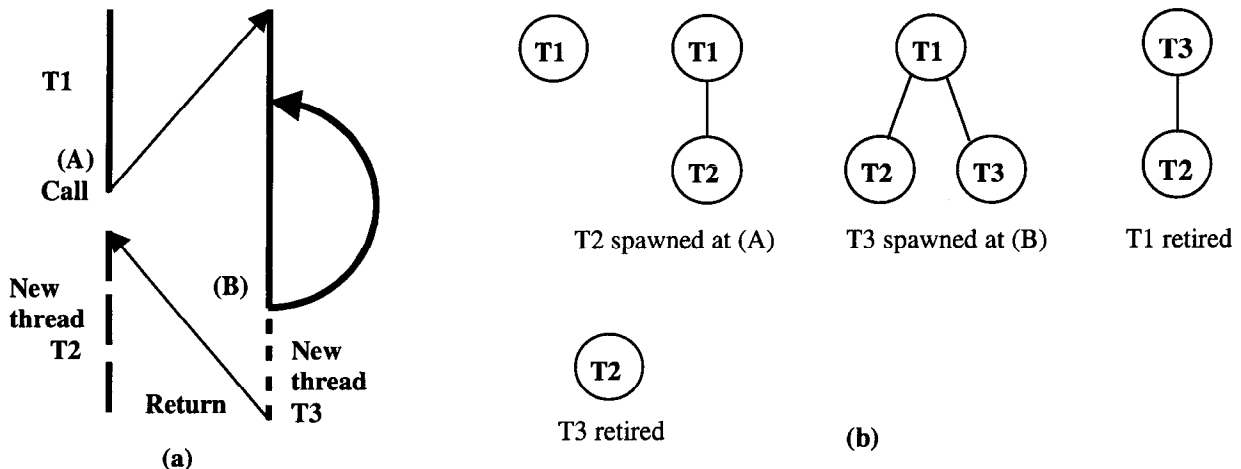 T1
(A)
Call
(B)
New
thread
T2
Return
New
thread
T3
(a)
T1
T1
T2
T2 spawned at (A)
T1
T2
T3
T3 spawned at (B)
T3
T2
T1 retired
T2
T3 retired
(b)